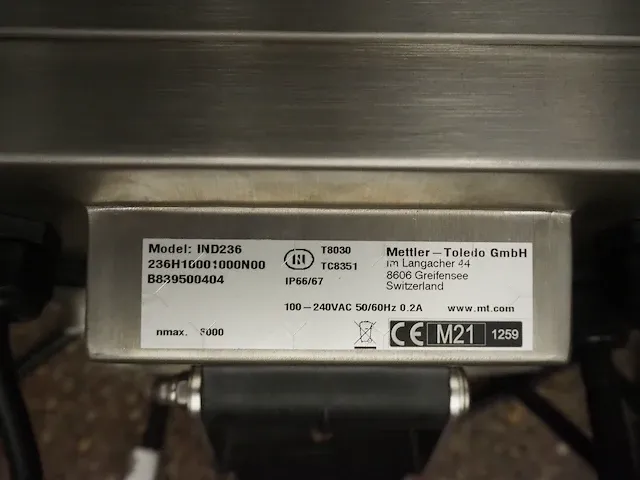 Model: IND236
236H10001000N00
B839500404
T8030
TC8351
IP66/67
Mettler-Toledo GmbH
Im Langacher 44
8606 Greifensee
Switzerland
100-240VAC 50/60Hz 0.2A www.mt.com
nmax. 3000
CE M21 1259